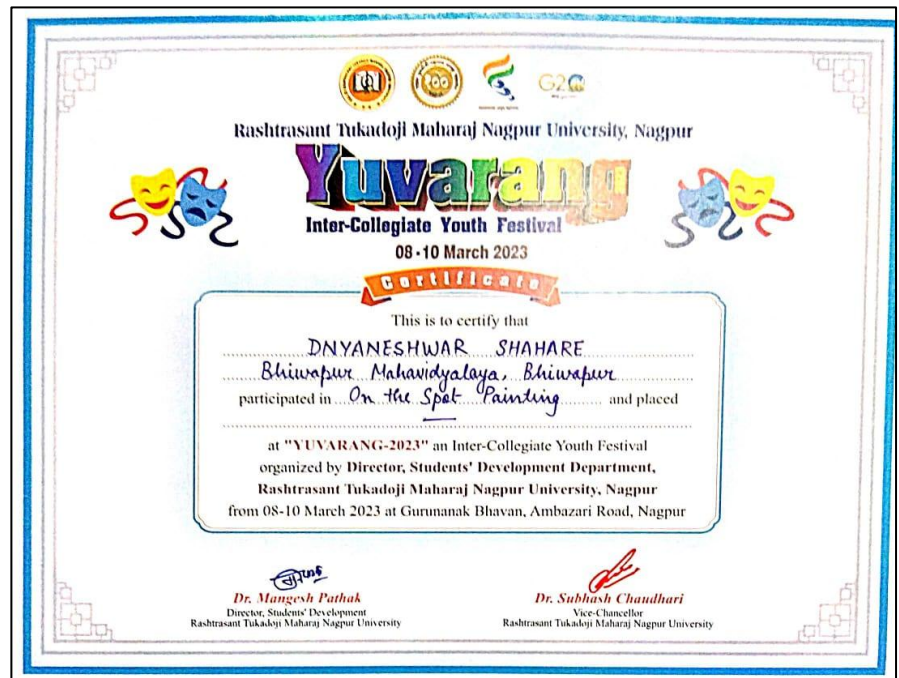 २००
G20
Rashtrasant Tukadoji Maharaj Nagpur University, Nagpur
Yuvarang
Inter-Collegiate Youth Festival
08-10 March 2023
Certificate
This is to certify that
DNYANESHWAR SHAHARE
Bhiwapur Mahavidyalaya, Bhiwapur
participated in On the Spot Painting and placed
—
at "YUVARANG-2023" an Inter-Collegiate Youth Festival
organized by Director, Students' Development Department,
Rashtrasant Tukadoji Maharaj Nagpur University, Nagpur
from 08-10 March 2023 at Gurunanak Bhavan, Ambazari Road, Nagpur
Dr. Mangesh Pathak
Director, Students' Development
Rashtrasant Tukadoji Maharaj Nagpur University
Dr. Subhash Chaudhari
Vice-Chancellor
Rashtrasant Tukadoji Maharaj Nagpur University